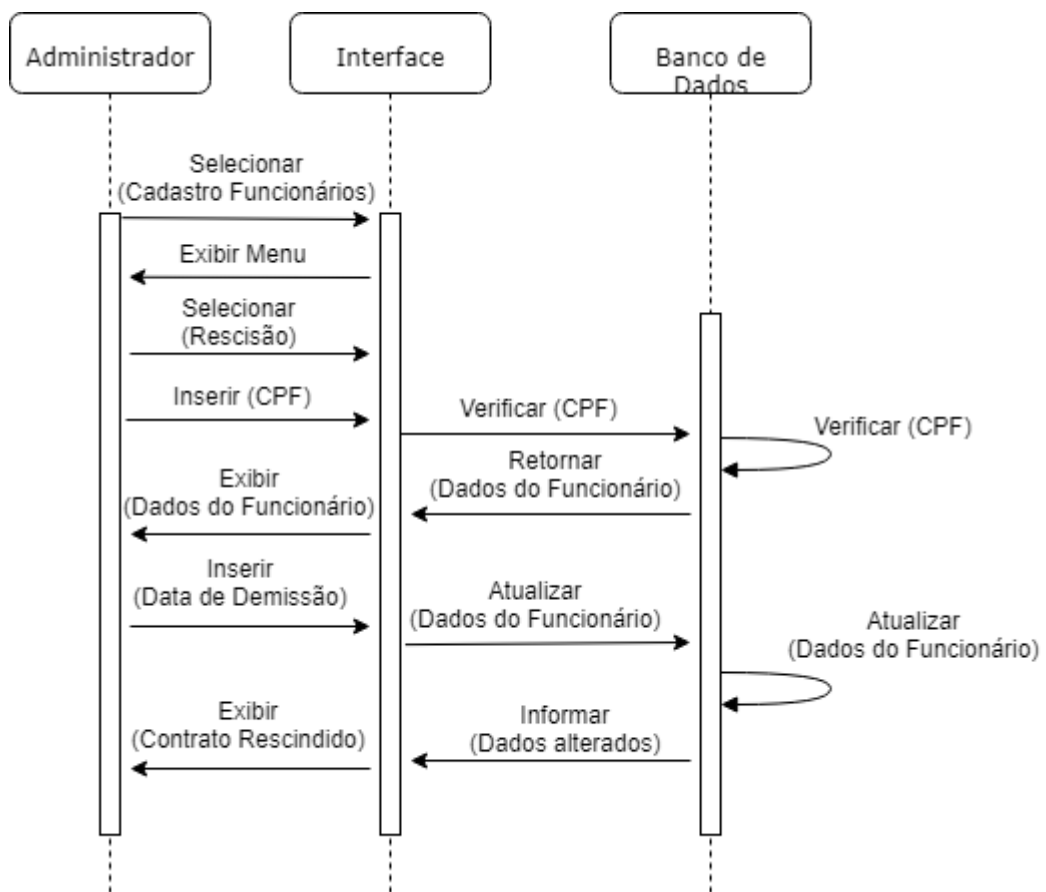 Administrador
Interface
Banco de
Dados
Selecionar
(Cadastro Funcionários)
Exibir Menu
Selecionar
(Rescisão)
Inserir (CPF)
Verificar (CPF)
Verificar (CPF)
Retornar
(Dados do Funcionário)
Exibir
(Dados do Funcionário)
Inserir
(Data de Demissão)
Atualizar
(Dados do Funcionário)
Atualizar
(Dados do Funcionário)
Informar
(Dados alterados)
Exibir
(Contrato Rescindido)